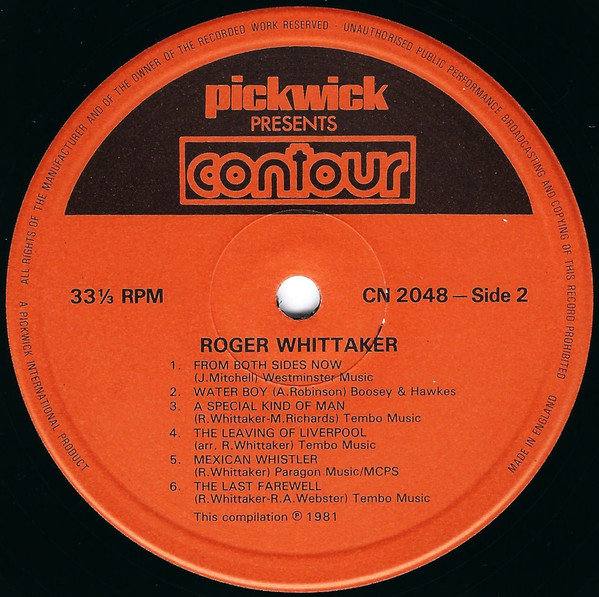 ALL RIGHTS OF THE MANUFACTURER AND OF THE OWNER OF THE RECORDED WORK RESERVED · UNAUTHORISED PUBLIC PERFORMANCE BROADCASTING AND COPYING OF THIS RECORD PROHIBITED
pickwick
PRESENTS
contour
33⅓ RPM
CN 2048 — Side 2
ROGER WHITTAKER
1. FROM BOTH SIDES NOW
(J.Mitchell) Westminster Music
2. WATER BOY (A.Robinson) Boosey & Hawkes
3. A SPECIAL KIND OF MAN
(R.Whittaker-M.Richards) Tembo Music
4. THE LEAVING OF LIVERPOOL
(arr. R.Whittaker) Tembo Music
5. MEXICAN WHISTLER
(R.Whittaker) Paragon Music/MCPS
6. THE LAST FAREWELL
(R.Whittaker-R.A.Webster) Tembo Music
This compilation ℗ 1981
A PICKWICK INTERNATIONAL PRODUCT
MADE IN ENGLAND